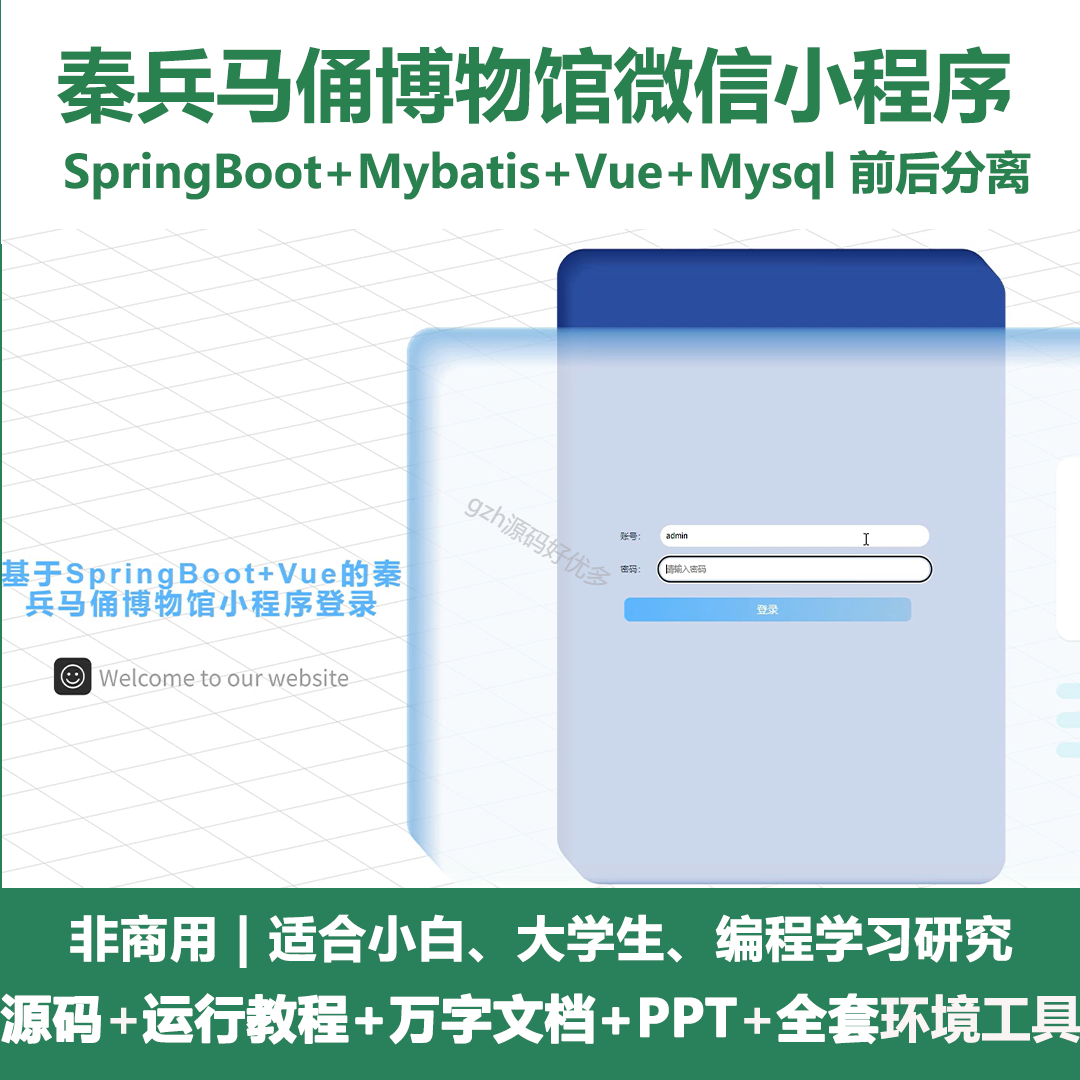 秦兵马俑博物馆微信小程序
SpringBoot+Mybatis+Vue+Mysql 前后分离
gzh源码好优多
账号：
admin
密码：
请输入密码
登录
基于SpringBoot+Vue的秦
兵马俑博物馆小程序登录
Welcome to our website
非商用｜适合小白、大学生、编程学习研究
源码+运行教程+万字文档+PPT+全套环境工具